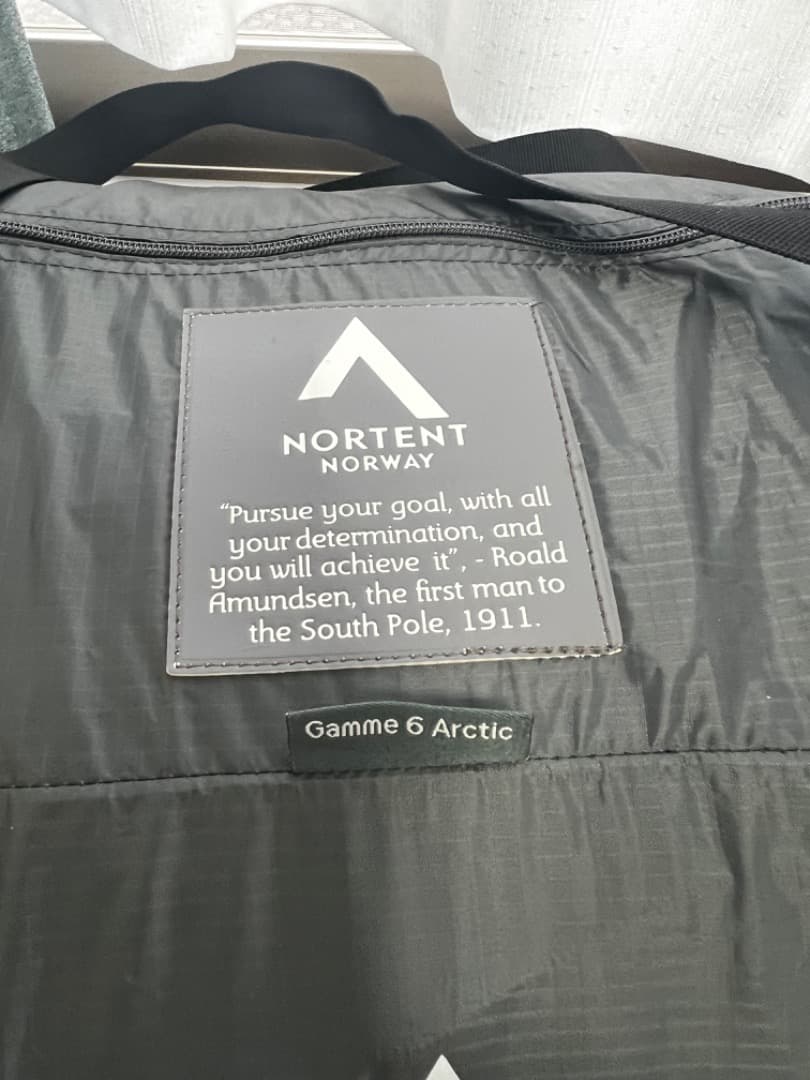 NORTENT
NORWAY
“Pursue your goal, with all
your determination, and
you will achieve it”, - Roald
Amundsen, the first man to
the South Pole, 1911.
Gamme 6 Arctic